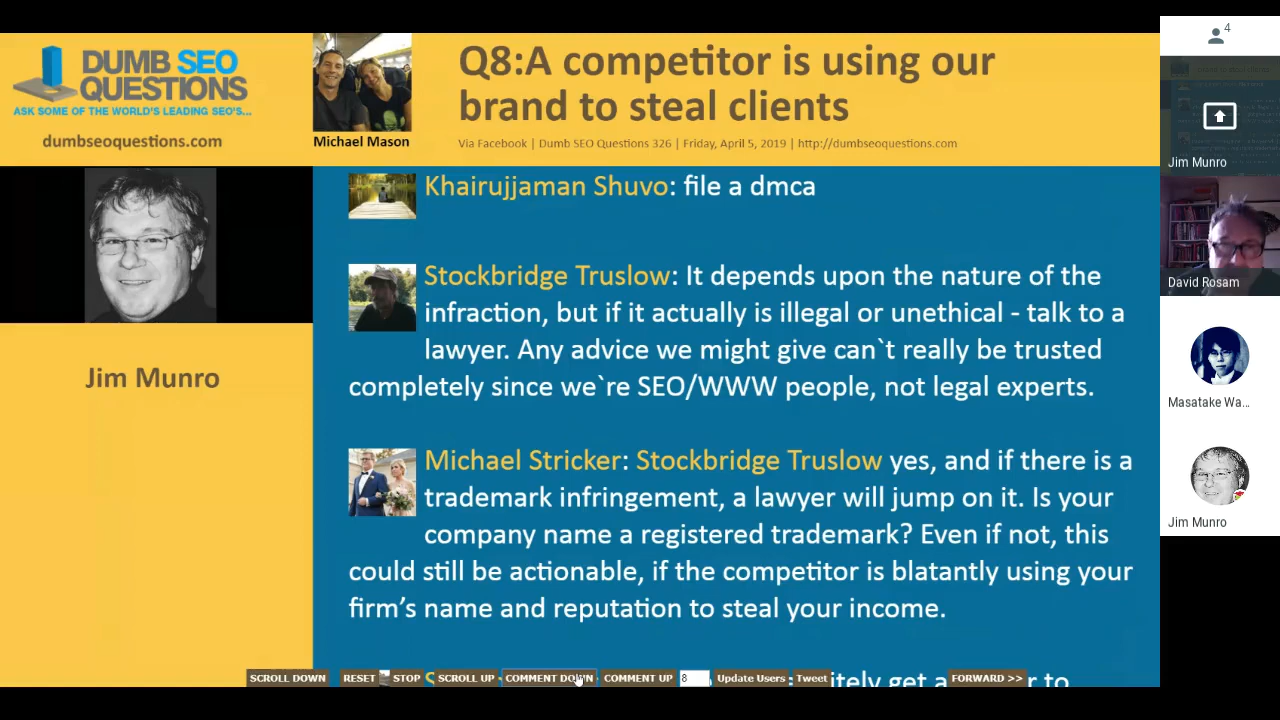 DUMB SEO
QUESTIONS
ASK SOME OF THE WORLD'S LEADING SEO'S...
dumbseoquestions.com
Michael Mason
Q8:A competitor is using our
brand to steal clients
Via Facebook | Dumb SEO Questions 326 | Friday, April 5, 2019 | http://dumbseoquestions.com
Jim Munro
Khairujjaman Shuvo: file a dmca
Stockbridge Truslow: It depends upon the nature of the
infraction, but if it actually is illegal or unethical - talk to a
lawyer. Any advice we might give can`t really be trusted
completely since we`re SEO/WWW people, not legal experts.
Michael Stricker: Stockbridge Truslow yes, and if there is a
trademark infringement, a lawyer will jump on it. Is your
company name a registered trademark? Even if not, this
could still be actionable, if the competitor is blatantly using your
firm’s name and reputation to steal your income.
SCROLL DOWN RESET STOP SCROLL UP COMMENT DOWN COMMENT UP 8 Update Users Tweet FORWARD >>
4
Jim Munro
David Rosam
Masatake Wa...
Jim Munro